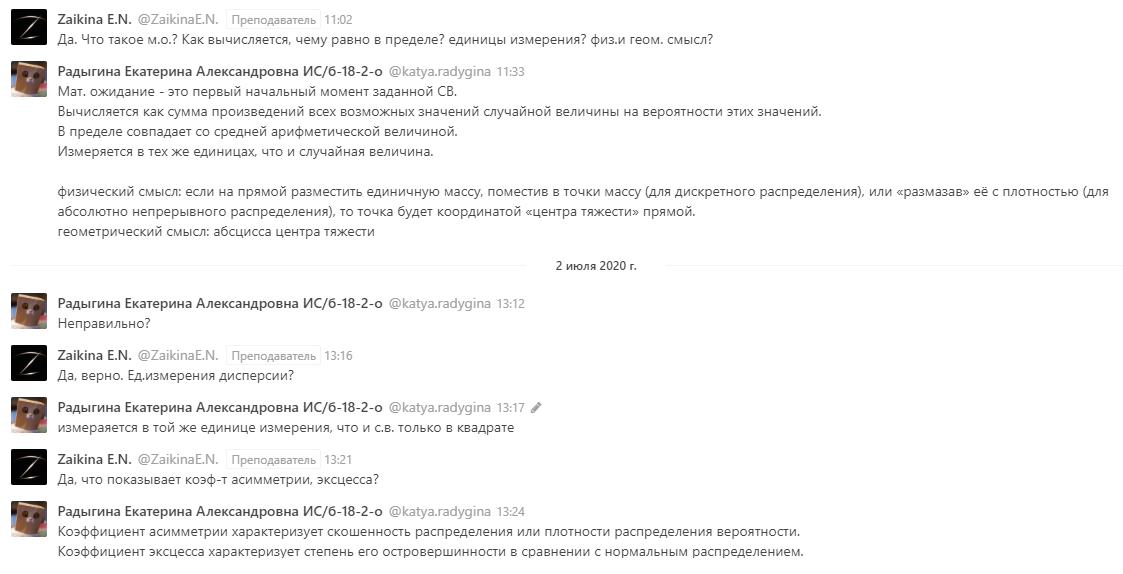 Zaikina E.N. @ZaikinaE.N. Преподаватель 11:02
Да. Что такое м.о.? Как вычисляется, чему равно в пределе? единицы измерения? физ.и геом. смысл?
Радыгина Екатерина Александровна ИС/б-18-2-о @katya.radygina 11:33
Мат. ожидание - это первый начальный момент заданной СВ.
Вычисляется как сумма произведений всех возможных значений случайной величины на вероятности этих значений.
В пределе совпадает со средней арифметической величиной.
Измеряется в тех же единицах, что и случайная величина.
физический смысл: если на прямой разместить единичную массу, поместив в точки массу (для дискретного распределения), или «размазав» её с плотностью (для
абсолютно непрерывного распределения), то точка будет координатой «центра тяжести» прямой.
геометрический смысл: абсцисса центра тяжести
2 июля 2020 г.
Радыгина Екатерина Александровна ИС/б-18-2-о @katya.radygina 13:12
Неправильно?
Zaikina E.N. @ZaikinaE.N. Преподаватель 13:16
Да, верно. Ед.измерения дисперсии?
Радыгина Екатерина Александровна ИС/б-18-2-о @katya.radygina 13:17
измераяется в той же единице измерения, что и с.в. только в квадрате
Zaikina E.N. @ZaikinaE.N. Преподаватель 13:21
Да, что показывает коэф-т асимметрии, эксцесса?
Радыгина Екатерина Александровна ИС/б-18-2-о @katya.radygina 13:24
Коэффициент асимметрии характеризует скошенность распределения или плотности распределения вероятности.
Коэффициент эксцесса характеризует степень его островершинности в сравнении с нормальным распределением.